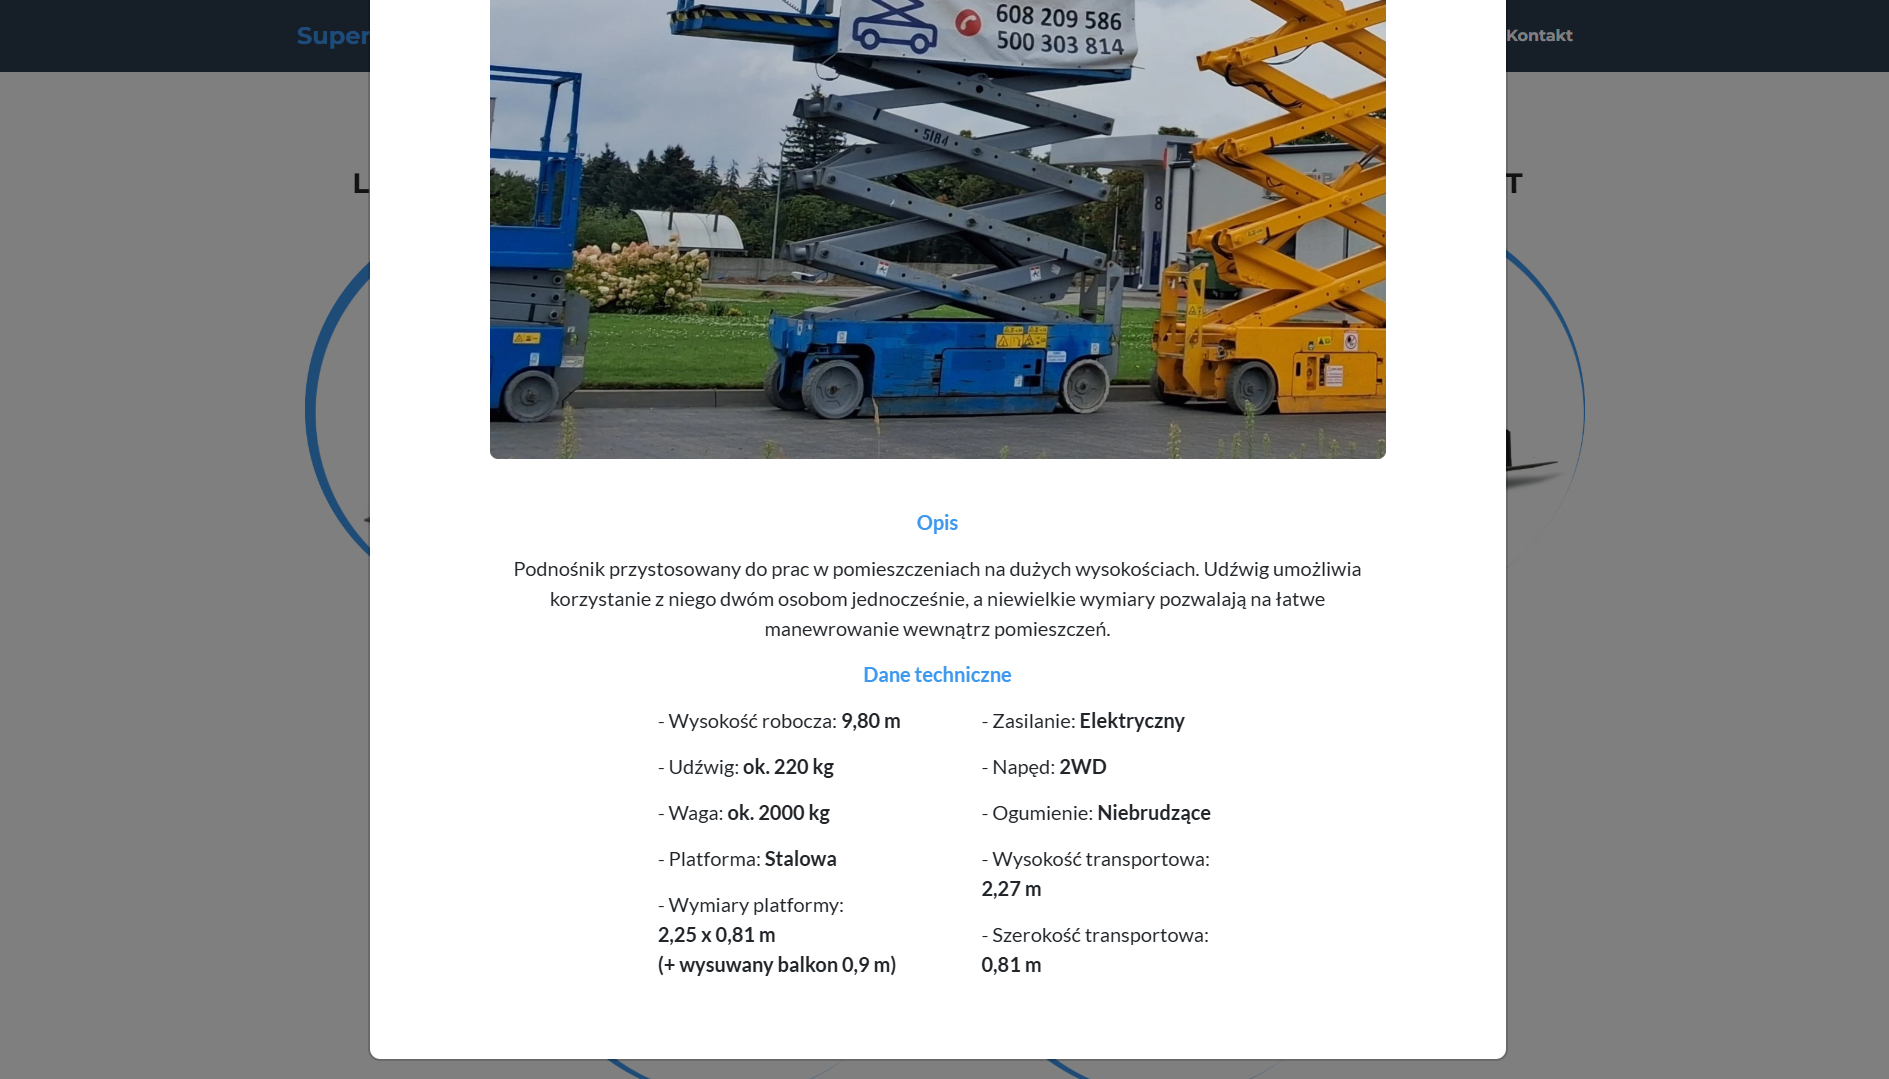 Super
Kontakt
608 209 586
500 303 814
5184
L
T
8
Opis
Podnośnik przystosowany do prac w pomieszczeniach na dużych wysokościach. Udźwig umożliwia
korzystanie z niego dwóm osobom jednocześnie, a niewielkie wymiary pozwalają na łatwe
manewrowanie wewnątrz pomieszczeń.
Dane techniczne
- Wysokość robocza: 9,80 m
- Udźwig: ok. 220 kg
- Waga: ok. 2000 kg
- Platforma: Stalowa
- Wymiary platformy:
2,25 x 0,81 m
(+ wysuwany balkon 0,9 m)
- Zasilanie: Elektryczny
- Napęd: 2WD
- Ogumienie: Niebrudzące
- Wysokość transportowa:
2,27 m
- Szerokość transportowa:
0,81 m